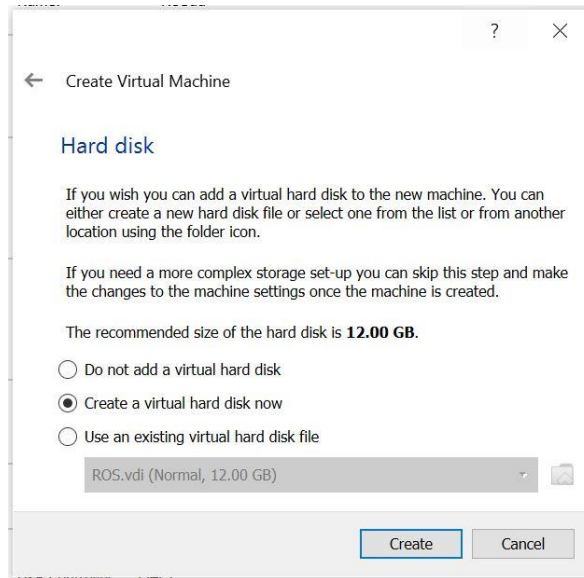 ?
Create Virtual Machine
Hard disk
If you wish you can add a virtual hard disk to the new machine. You can
either create a new hard disk file or select one from the list or from another
location using the folder icon.
If you need a more complex storage set-up you can skip this step and make
the changes to the machine settings once the machine is created.
The recommended size of the hard disk is 12.00 GB.
Do not add a virtual hard disk
Create a virtual hard disk now
Use an existing virtual hard disk file
ROS.vdi (Normal, 12.00 GB)
Create Cancel